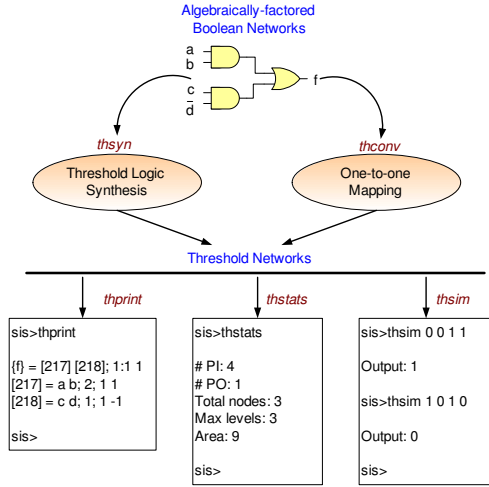 Algebraically-factored
Boolean Networks
a
b
c
d̅
f
thsyn
thconv
Threshold Logic
Synthesis
One-to-one
Mapping
Threshold Networks
thprint
thstats
thsim
sis>thprint
{f} = [217] [218]; 1:1 1
[217] = a b; 2; 1 1
[218] = c d; 1; 1 -1
sis>
sis>thstats
# PI: 4
# PO: 1
Total nodes: 3
Max levels: 3
Area: 9
sis>
sis>thsim 0 0 1 1
Output: 1
sis>thsim 1 0 1 0
Output: 0
sis>